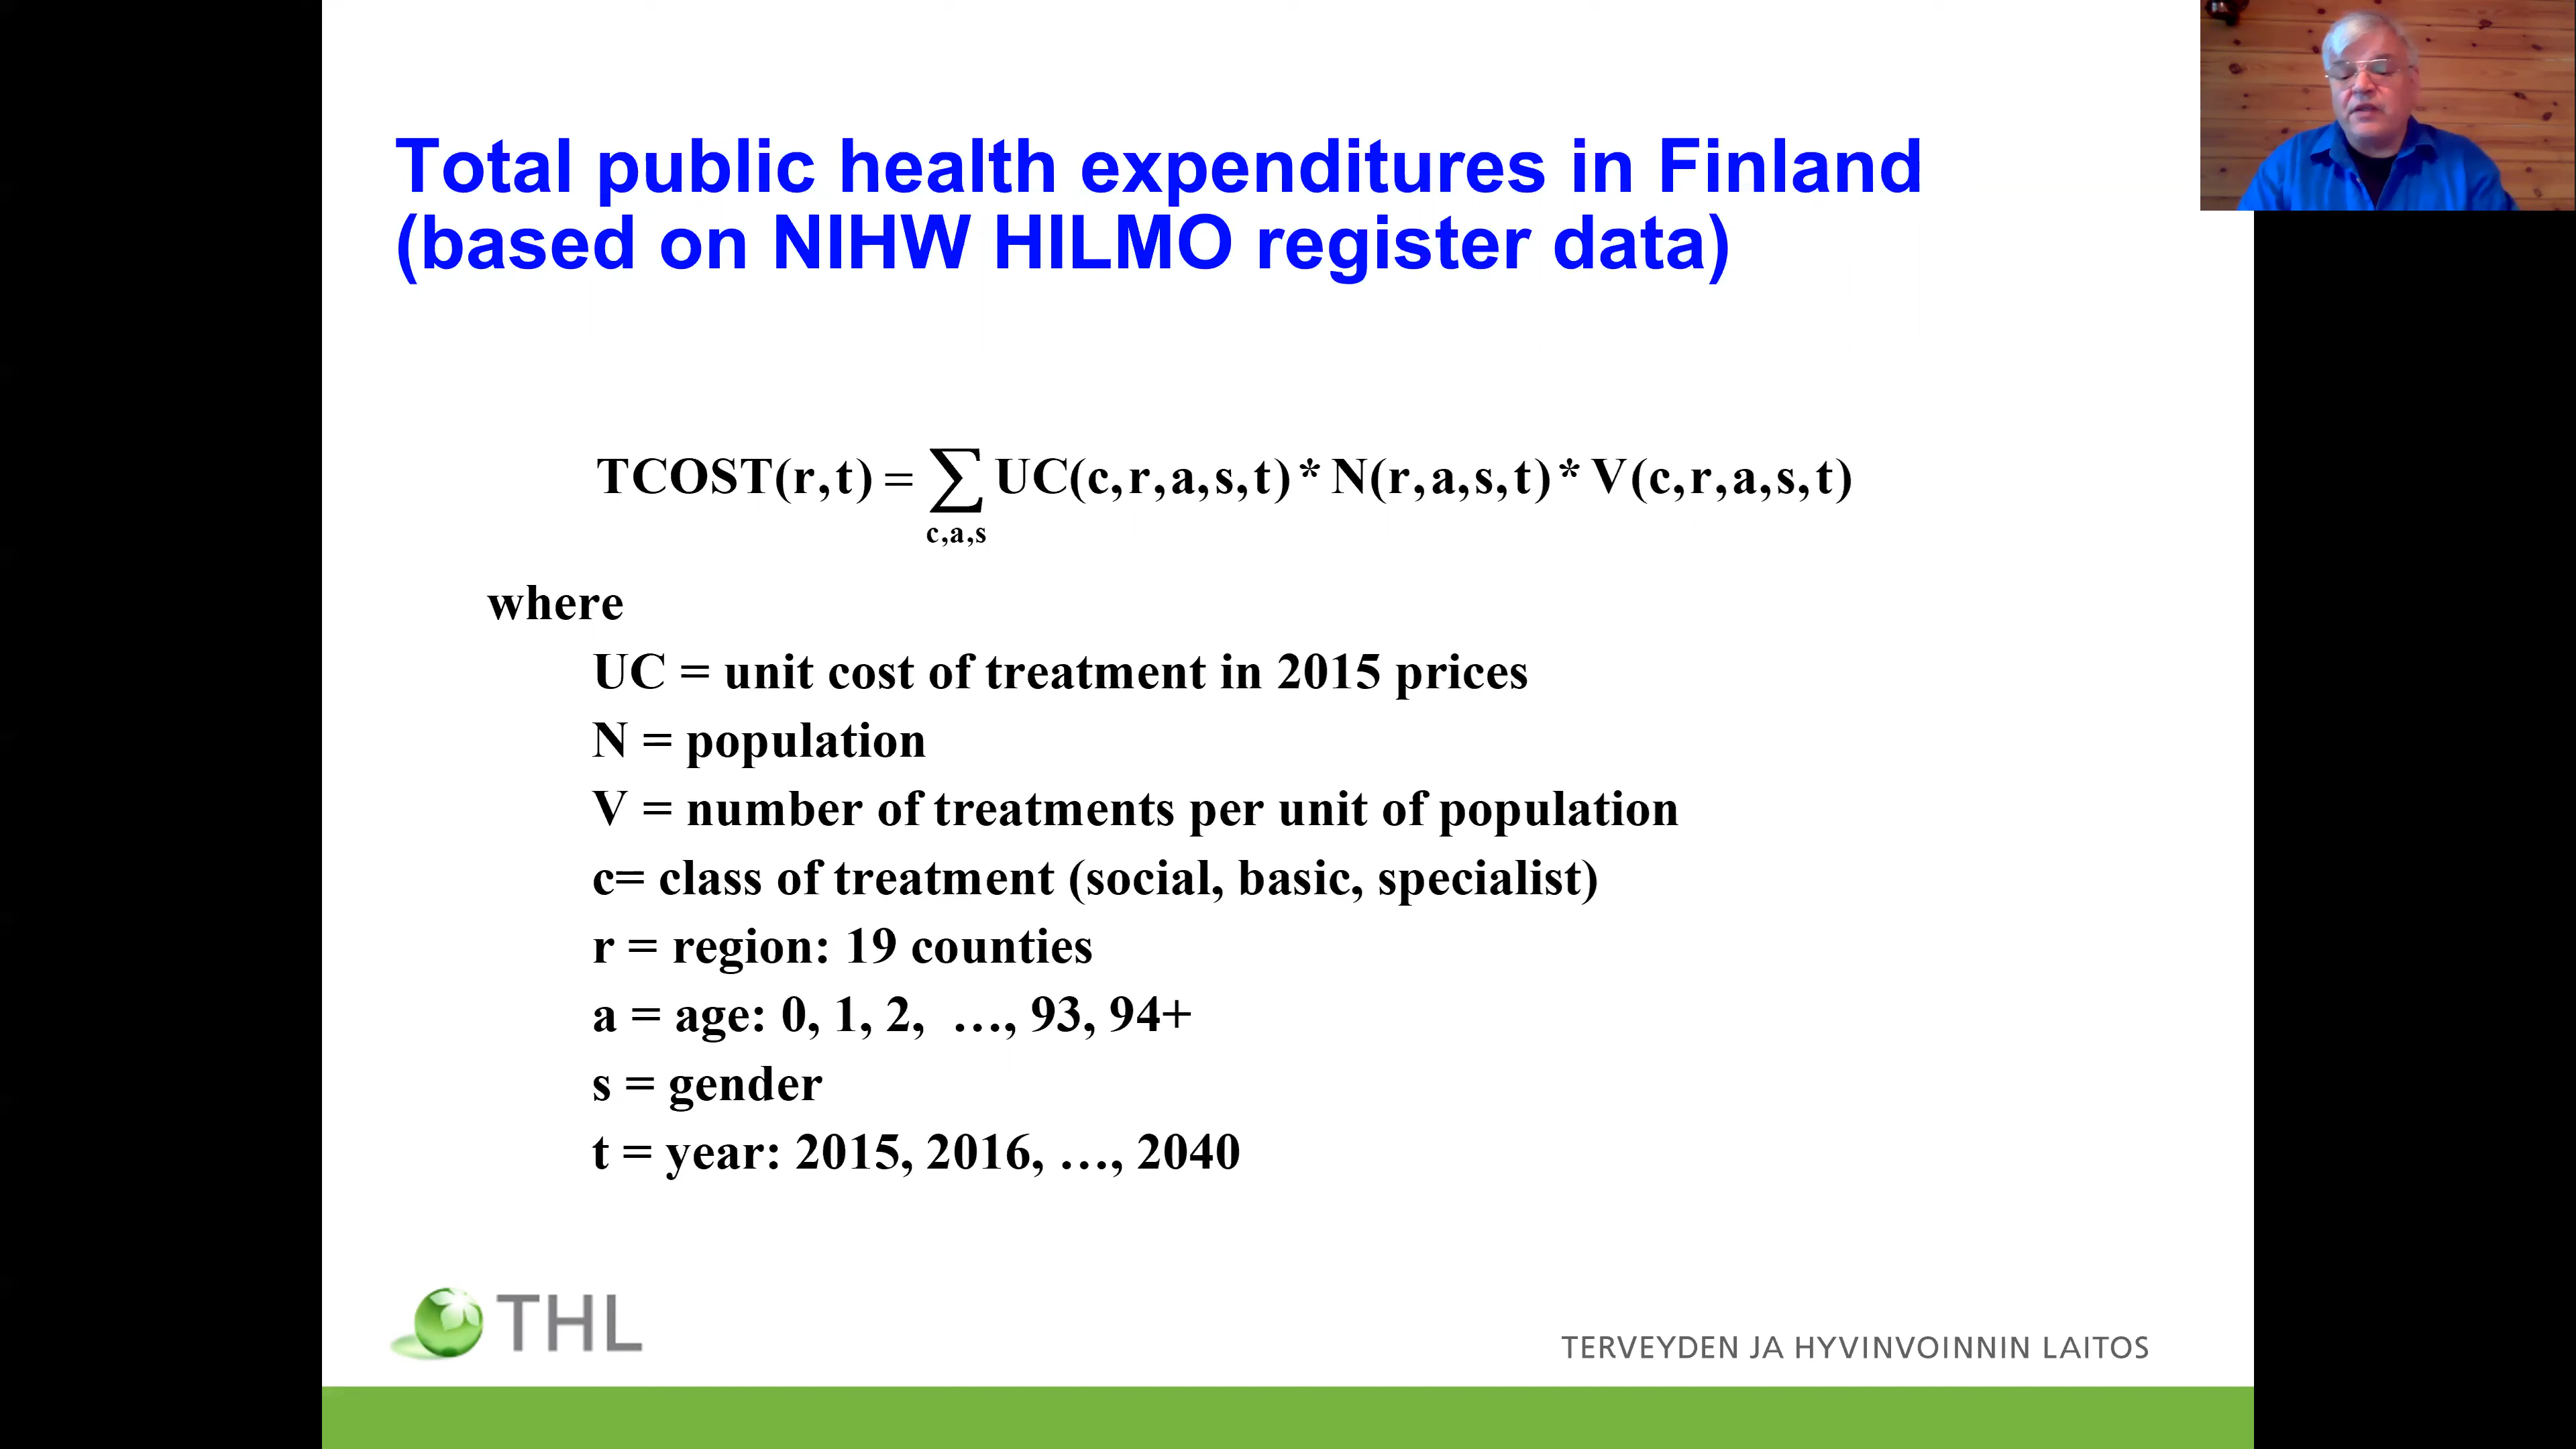 Total public health expenditures in Finland
(based on NIHW HILMO register data)
TCOST(r,t) = ∑ UC(c,r,a,s,t) * N(r,a,s,t) * V(c,r,a,s,t)
c,a,s
where
UC = unit cost of treatment in 2015 prices
N = population
V = number of treatments per unit of population
c= class of treatment (social, basic, specialist)
r = region: 19 counties
a = age: 0, 1, 2, …, 93, 94+
s = gender
t = year: 2015, 2016, …, 2040
THL
TERVEYDEN JA HYVINVOINNIN LAITOS